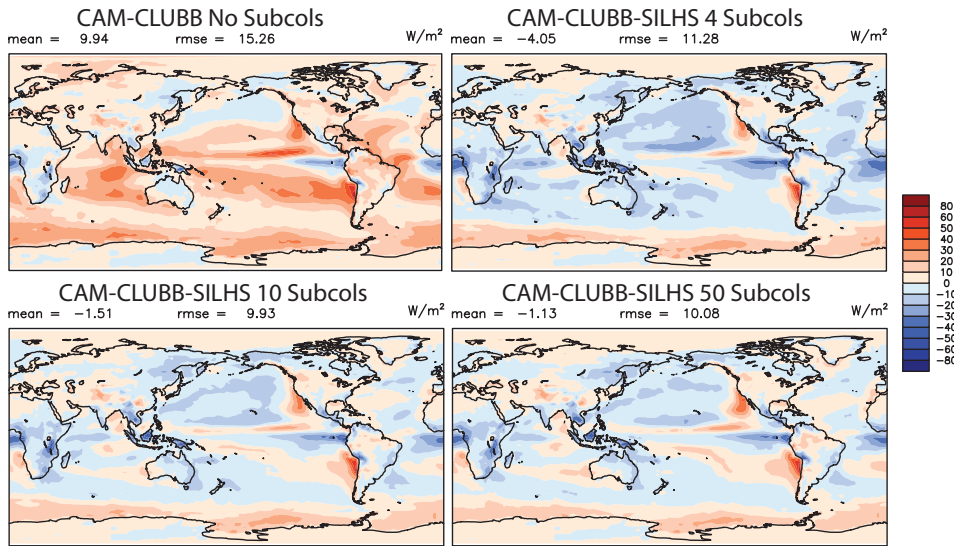 CAM-CLUBB No Subcols
mean = 9.94 rmse = 15.26 W/m²
CAM-CLUBB-SILHS 4 Subcols
mean = −4.05 rmse = 11.28 W/m²
CAM-CLUBB-SILHS 10 Subcols
mean = −1.51 rmse = 9.93 W/m²
CAM-CLUBB-SILHS 50 Subcols
mean = −1.13 rmse = 10.08 W/m²
80
60
50
40
30
20
10
0
−10
−20
−30
−40
−50
−60
−80